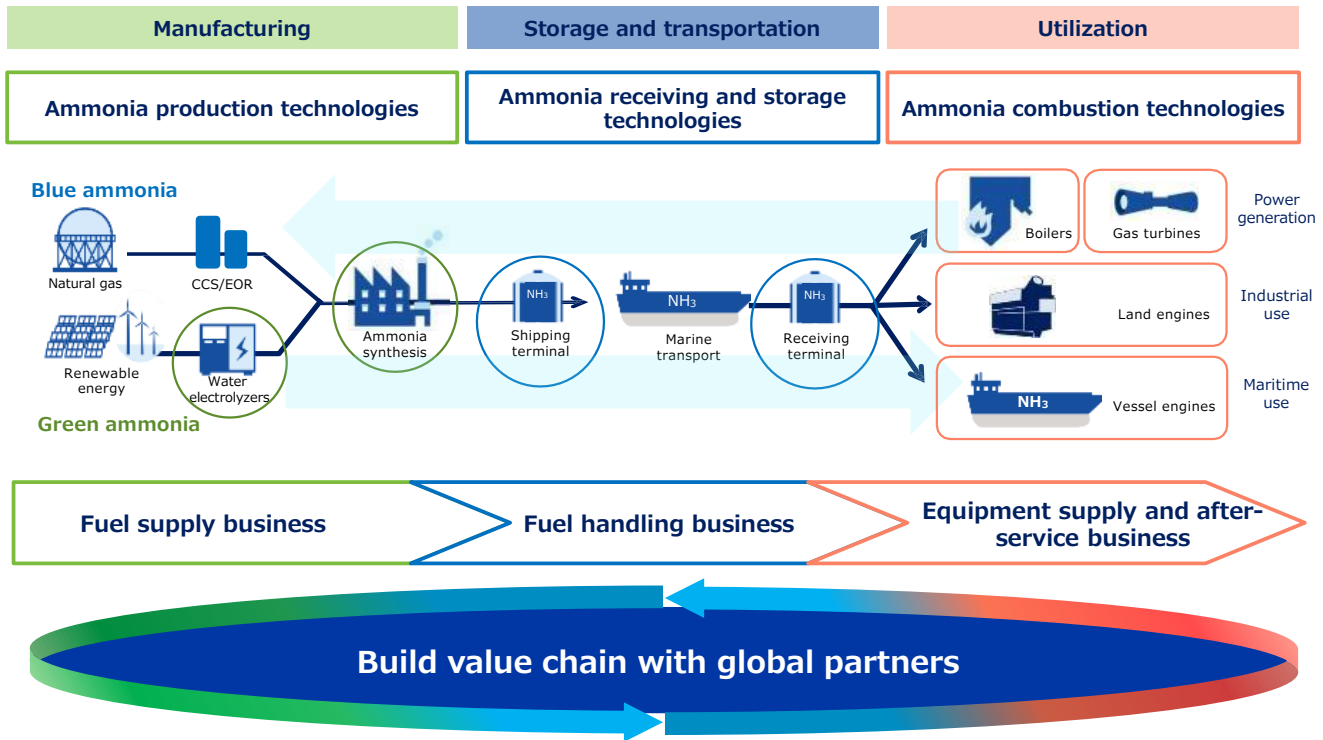 Manufacturing
Storage and transportation
Utilization
Ammonia production technologies
Ammonia receiving and storage
technologies
Ammonia combustion technologies
Blue ammonia
Natural gas
CCS/EOR
Renewable
energy
Water
electrolyzers
Green ammonia
Ammonia
synthesis
NH₃
Shipping
terminal
NH₃
Marine
transport
NH₃
Receiving
terminal
Boilers
Gas turbines
Power
generation
Land engines
Industrial
use
NH₃
Vessel engines
Maritime
use
Fuel supply business
Fuel handling business
Equipment supply and after-
service business
Build value chain with global partners